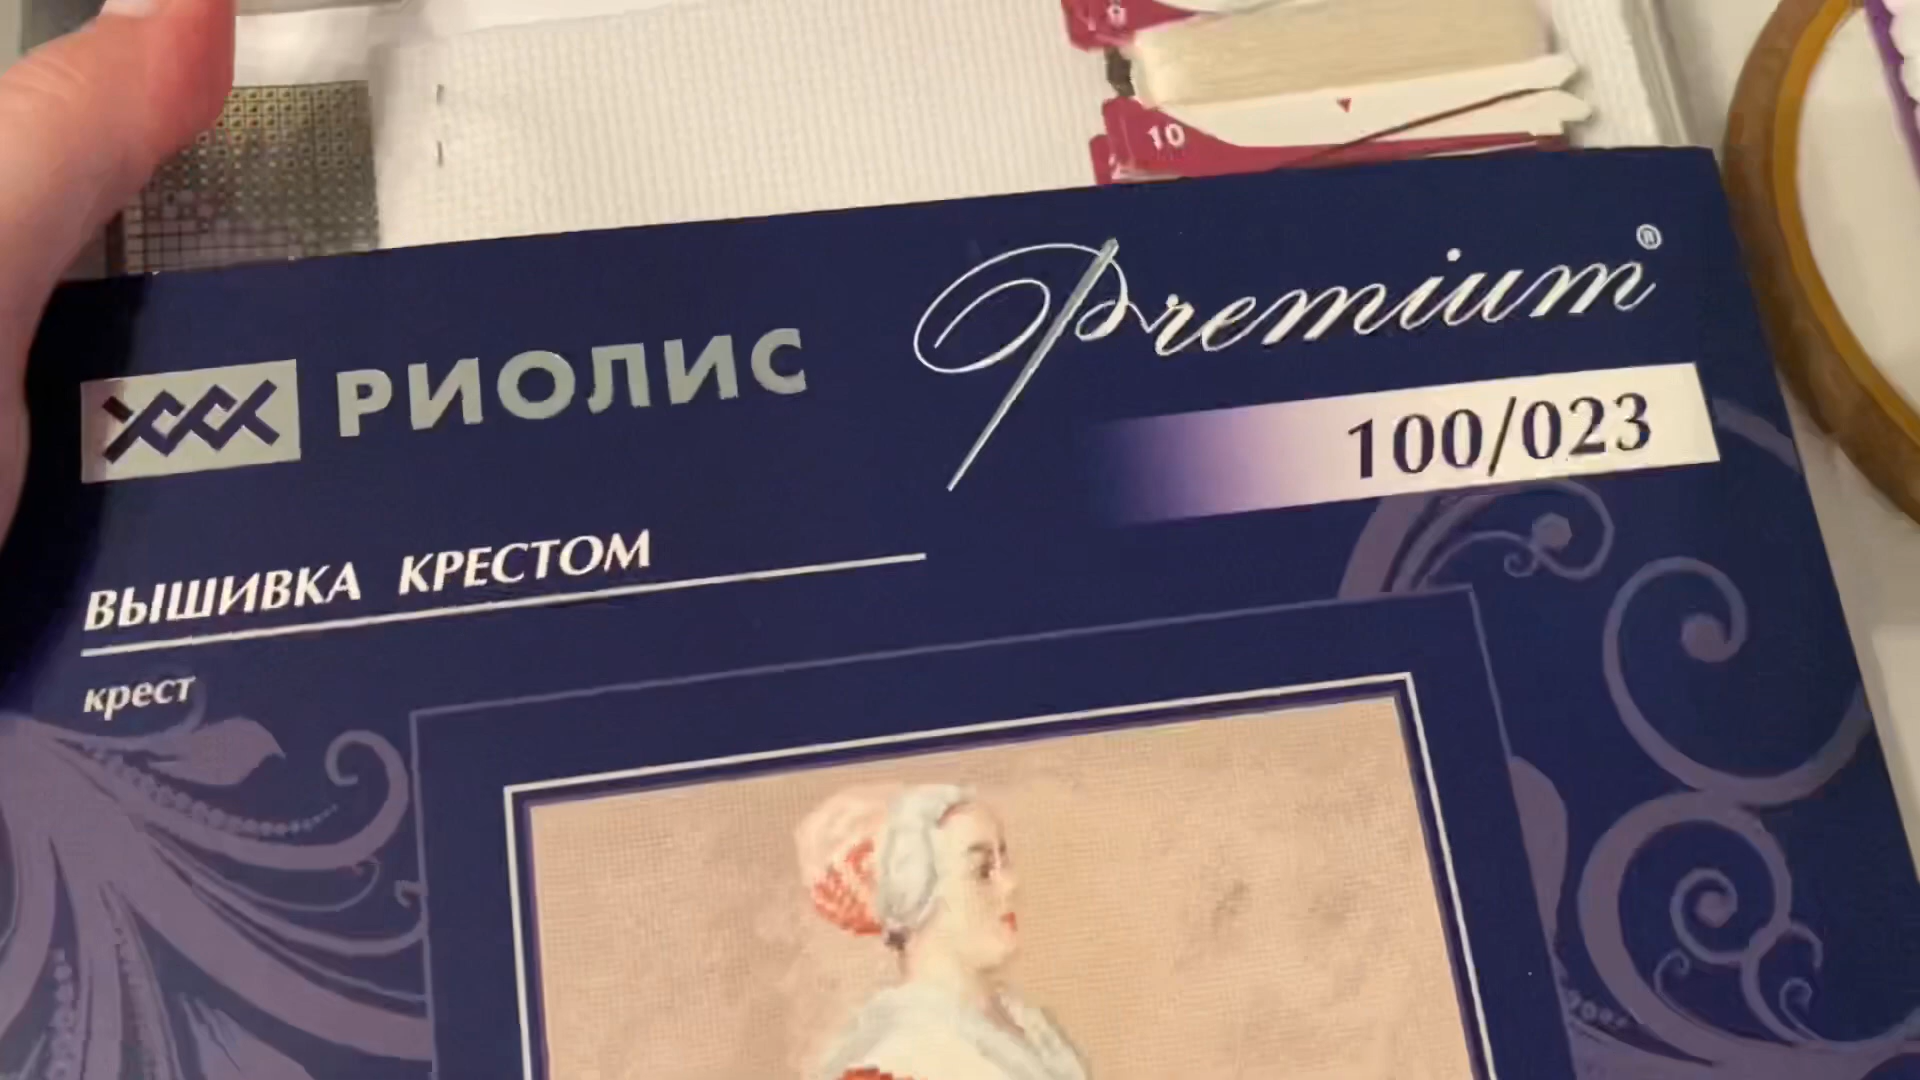 10
РИОЛИС
Premium®
100/023
ВЫШИВКА КРЕСТОМ
крест